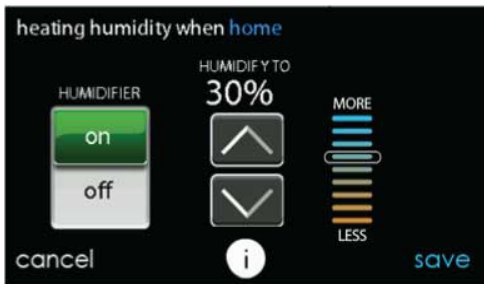 heating humidity when home
HUMIDIFIER
on
off
HUMIDIFY TO
30%
MORE
LESS
cancel
i
save